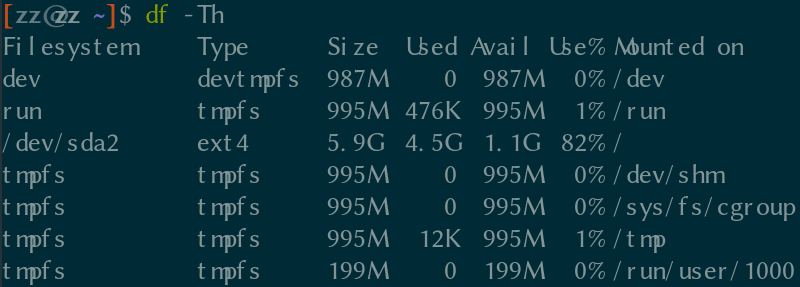 [zz@zz ~]$ df -Th
Filesystem     Type      Size  Used Avail Use% Mounted on
dev            devtmpfs  987M     0  987M   0% /dev
run            tmpfs     995M  476K  995M   1% /run
/dev/sda2      ext4      5.9G  4.5G  1.1G  82% /
tmpfs          tmpfs     995M     0  995M   0% /dev/shm
tmpfs          tmpfs     995M     0  995M   0% /sys/fs/cgroup
tmpfs          tmpfs     995M   12K  995M   1% /tmp
tmpfs          tmpfs     199M     0  199M   0% /run/user/1000